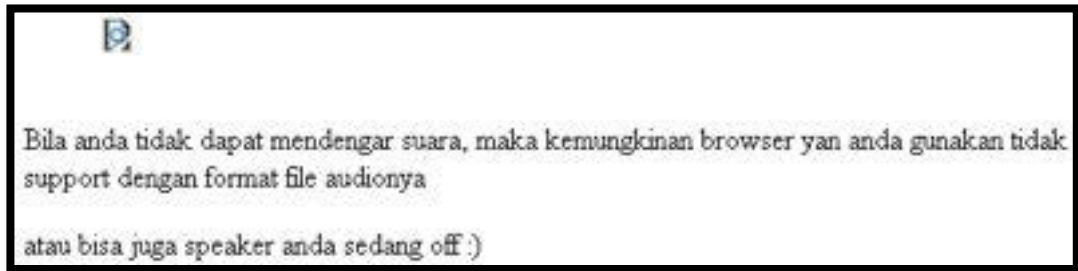 Bila anda tidak dapat mendengar suara, maka kemungkinan browser yan anda gunakan tidak
support dengan format file audionya
atau bisa juga speaker anda sedang off :)